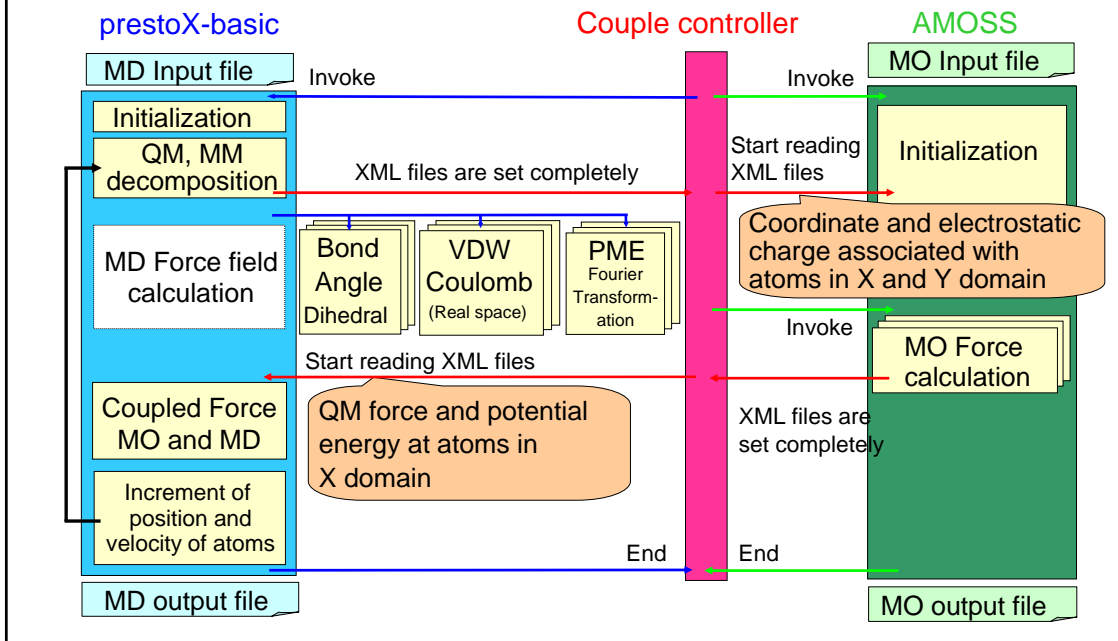 prestoX-basic
Couple controller
AMOSS
MD Input file
MO Input file
Invoke
Invoke
Initialization
QM, MM
decomposition
XML files are set completely
Start reading
XML files
Initialization
Coordinate and electrostatic
charge associated with
atoms in X and Y domain
MD Force field
calculation
Bond
Angle
Dihedral
VDW
Coulomb
(Real space)
PME
Fourier
Transform-
ation
Invoke
MO Force
calculation
Start reading XML files
Coupled Force
MO and MD
QM force and potential
energy at atoms in
X domain
XML files are
set completely
Increment of
position and
velocity of atoms
End
End
MD output file
MO output file